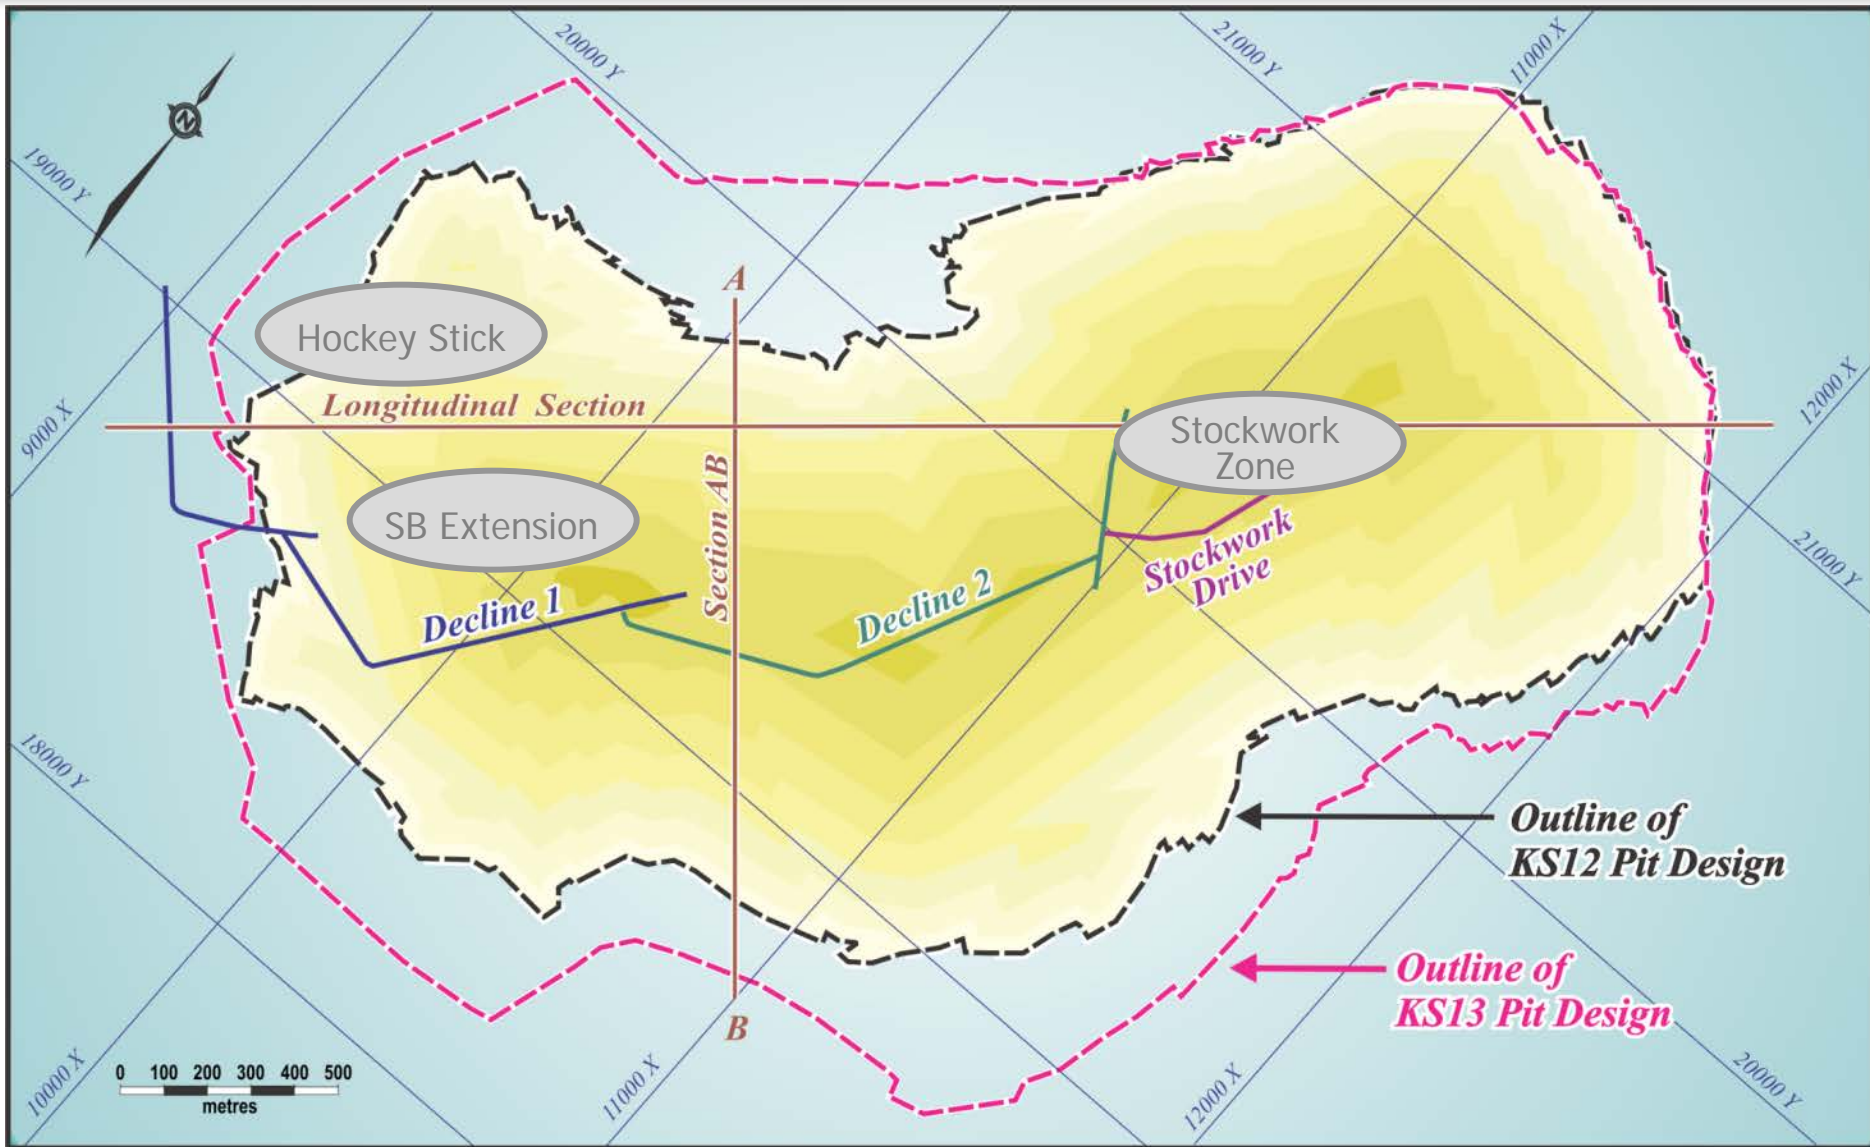 20000 Y
21000 Y
11000 X
N
19000 Y
A
Hockey Stick
Longitudinal Section
9000 X
12000 X
Stockwork
Zone
SB Extension
Section AB
Stockwork
Drive
21000 Y
Decline 1
Decline 2
18000 Y
Outline of
KS12 Pit Design
Outline of
KS13 Pit Design
B
0 100 200 300 400 500
metres
10000 X
11000 X
12000 X
20000 Y